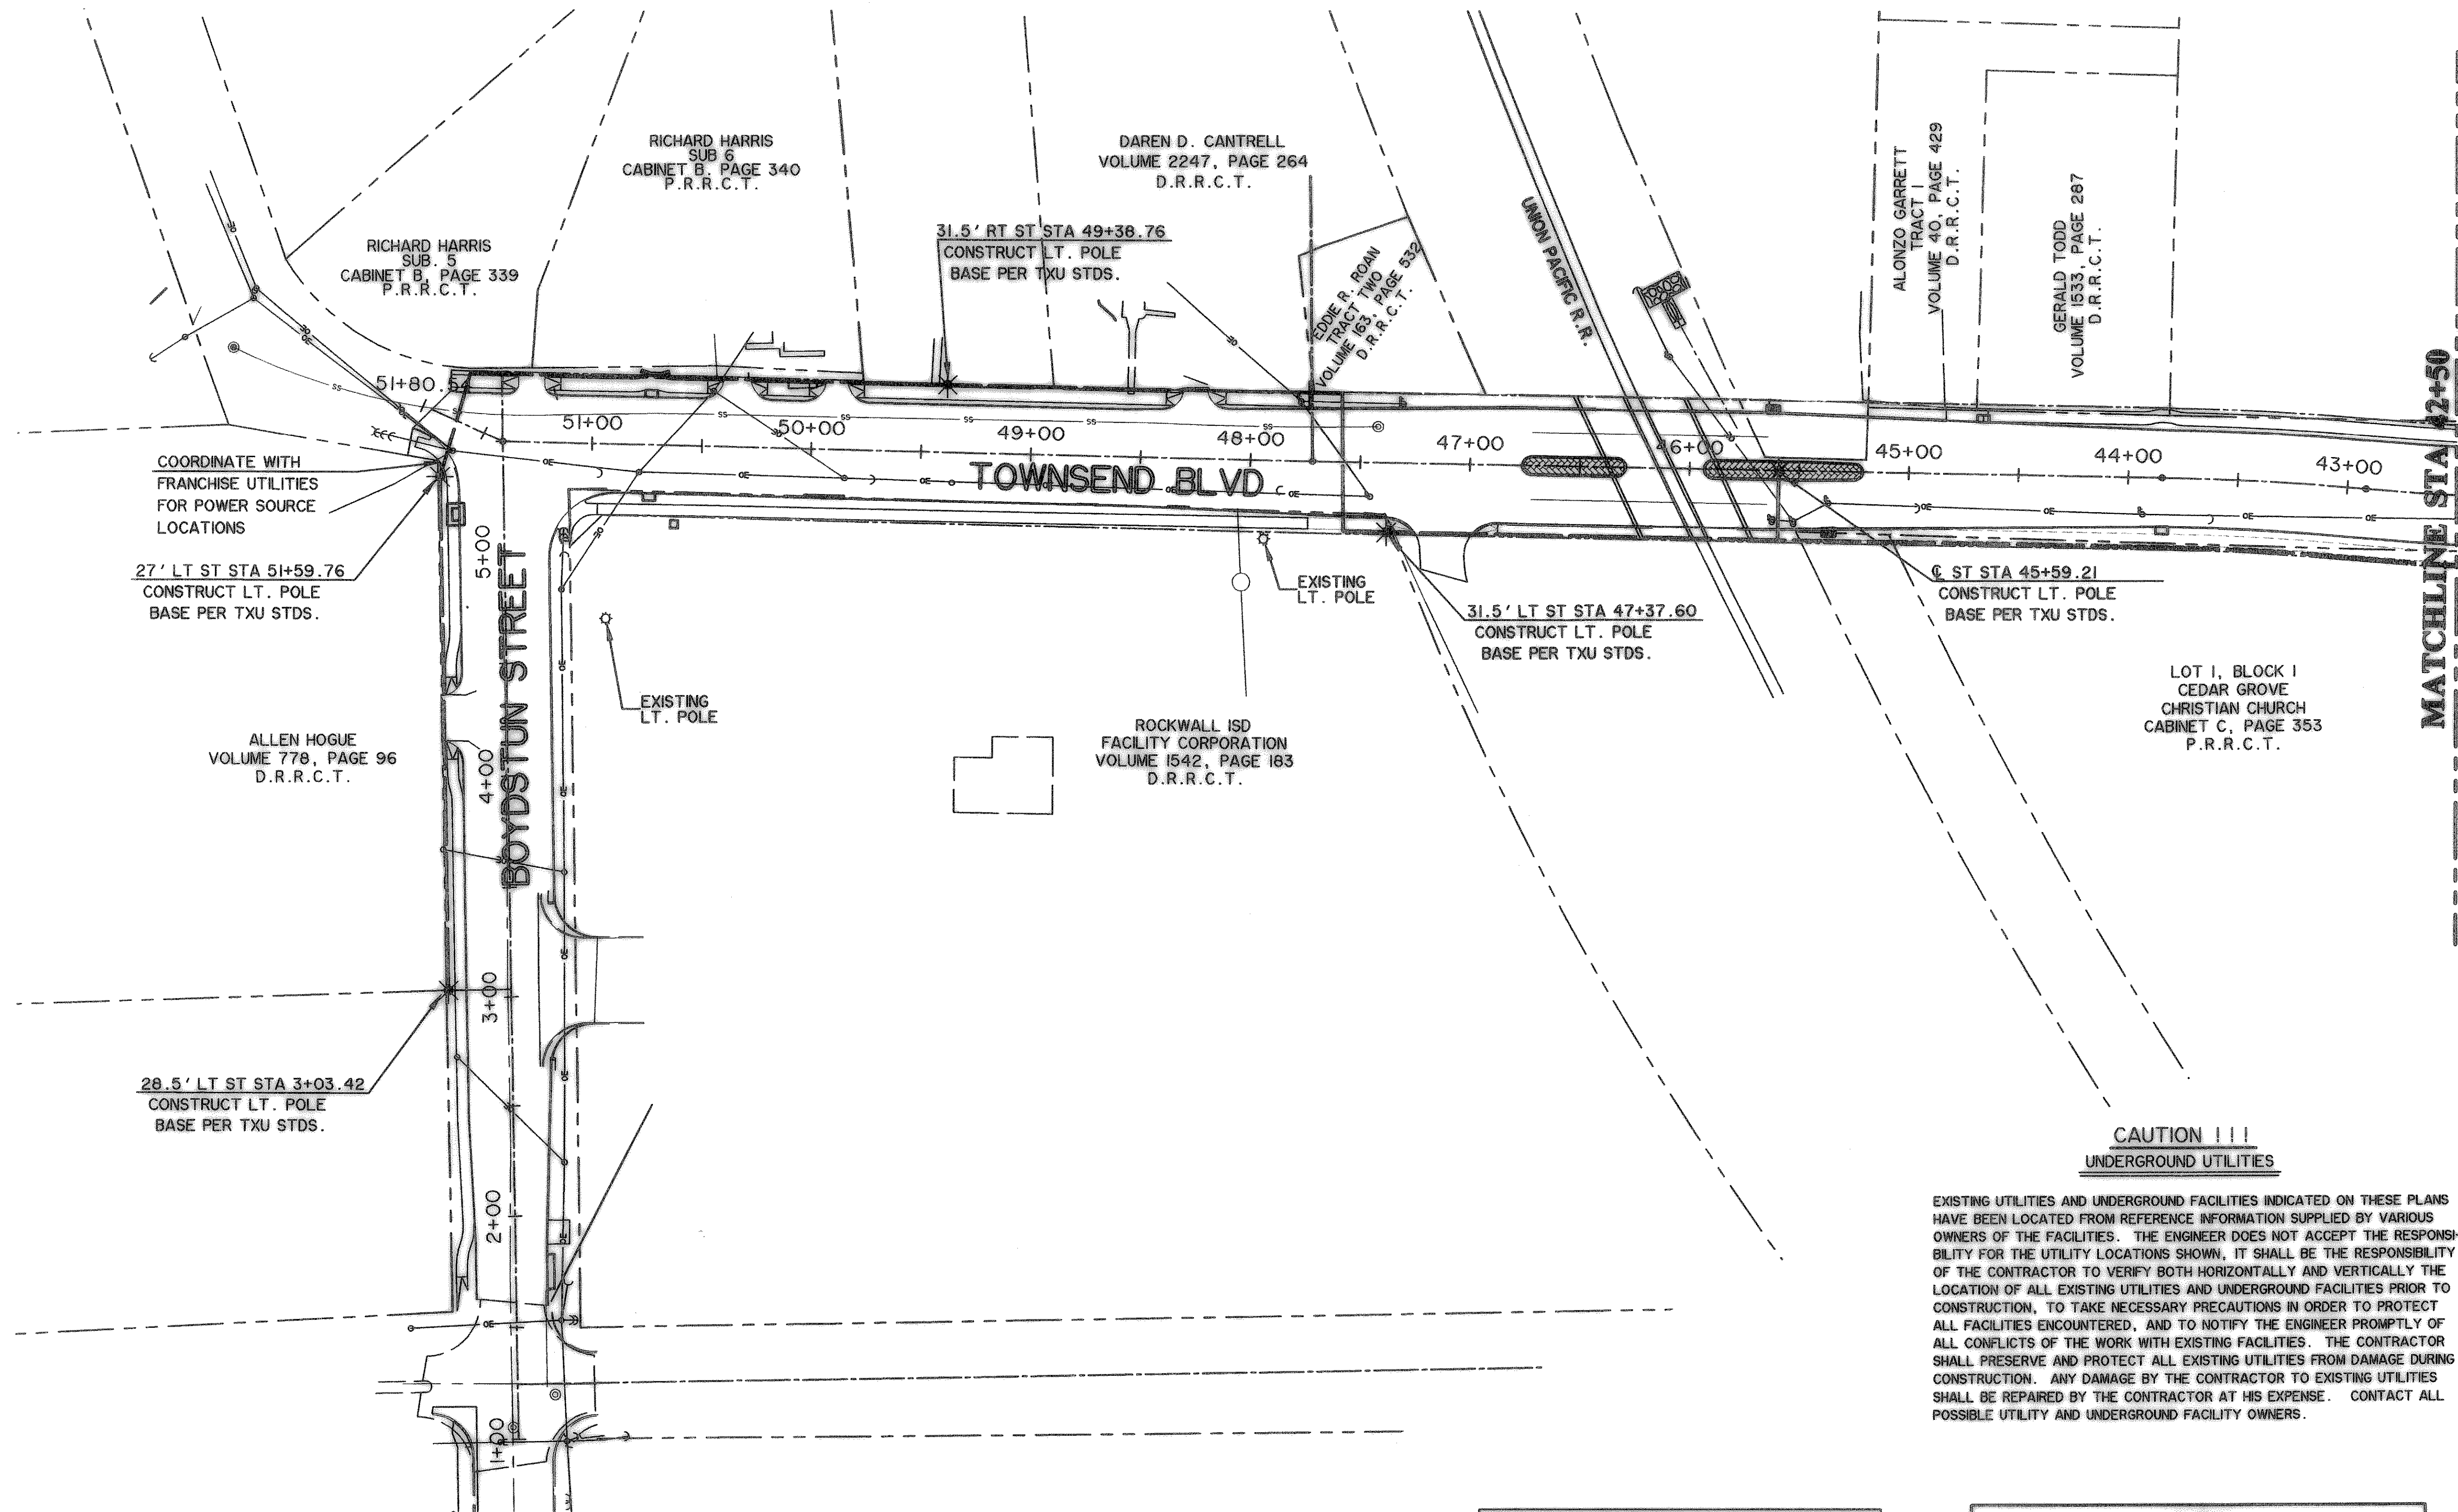 RICHARD HARRIS
SUB 6
CABINET B, PAGE 340
P.R.R.C.T.
DAREN D. CANTRELL
VOLUME 2247, PAGE 264
D.R.R.C.T.
RICHARD HARRIS
SUB. 5
CABINET B, PAGE 339
P.R.R.C.T.
31.5' RT ST STA 49+38.76
CONSTRUCT LT. POLE
BASE PER TXU STDS.
EDDIE R. ROAN
TRACT TWO
VOLUME 163, PAGE 532
D.R.R.C.T.
UNION PACIFIC R.R.
ALONZO GARRETT
TRACT I
VOLUME 40, PAGE 429
D.R.R.C.T.
GERALD TODD
VOLUME 1533, PAGE 287
D.R.R.C.T.
MATCHLINE STA 42+50
51+80.54
51+00
50+00
49+00
48+00
47+00
46+00
45+00
44+00
43+00
TOWNSEND BLVD
COORDINATE WITH
FRANCHISE UTILITIES
FOR POWER SOURCE
LOCATIONS
27' LT ST STA 51+59.76
CONSTRUCT LT. POLE
BASE PER TXU STDS.
EXISTING
LT. POLE
31.5' LT ST STA 47+37.60
CONSTRUCT LT. POLE
BASE PER TXU STDS.
℄ ST STA 45+59.21
CONSTRUCT LT. POLE
BASE PER TXU STDS.
5+00
4+00
3+00
2+00
1+00
BOYDSTUN STREET
EXISTING
LT. POLE
ALLEN HOGUE
VOLUME 778, PAGE 96
D.R.R.C.T.
ROCKWALL ISD
FACILITY CORPORATION
VOLUME 1542, PAGE 183
D.R.R.C.T.
LOT 1, BLOCK 1
CEDAR GROVE
CHRISTIAN CHURCH
CABINET C, PAGE 353
P.R.R.C.T.
28.5' LT ST STA 3+03.42
CONSTRUCT LT. POLE
BASE PER TXU STDS.
CAUTION !!!
UNDERGROUND UTILITIES
EXISTING UTILITIES AND UNDERGROUND FACILITIES INDICATED ON THESE PLANS
HAVE BEEN LOCATED FROM REFERENCE INFORMATION SUPPLIED BY VARIOUS
OWNERS OF THE FACILITIES. THE ENGINEER DOES NOT ACCEPT THE RESPONSI-
BILITY FOR THE UTILITY LOCATIONS SHOWN, IT SHALL BE THE RESPONSIBILITY
OF THE CONTRACTOR TO VERIFY BOTH HORIZONTALLY AND VERTICALLY THE
LOCATION OF ALL EXISTING UTILITIES AND UNDERGROUND FACILITIES PRIOR TO
CONSTRUCTION, TO TAKE NECESSARY PRECAUTIONS IN ORDER TO PROTECT
ALL FACILITIES ENCOUNTERED, AND TO NOTIFY THE ENGINEER PROMPTLY OF
ALL CONFLICTS OF THE WORK WITH EXISTING FACILITIES. THE CONTRACTOR
SHALL PRESERVE AND PROTECT ALL EXISTING UTILITIES FROM DAMAGE DURING
CONSTRUCTION. ANY DAMAGE BY THE CONTRACTOR TO EXISTING UTILITIES
SHALL BE REPAIRED BY THE CONTRACTOR AT HIS EXPENSE. CONTACT ALL
POSSIBLE UTILITY AND UNDERGROUND FACILITY OWNERS.